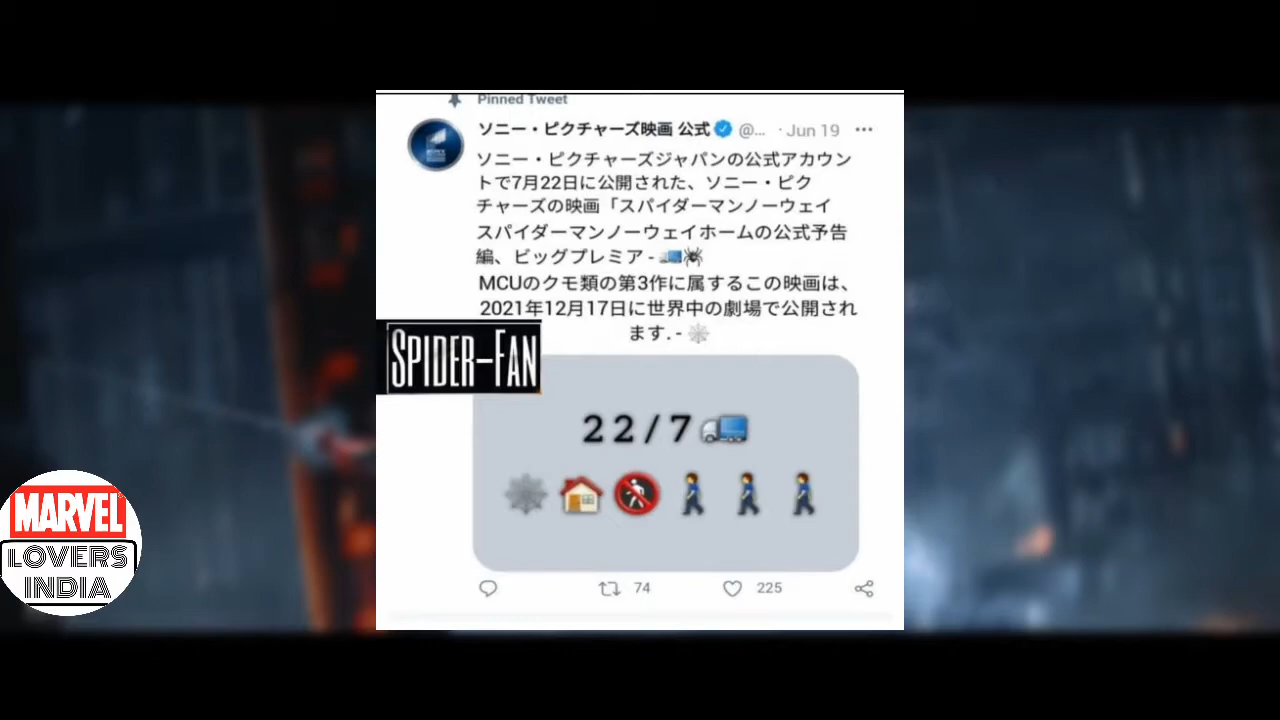 Pinned Tweet
ソニー・ピクチャーズ映画 公式 @... · Jun 19 ...
ソニー・ピクチャーズジャパンの公式アカウン
トで7月22日に公開された、ソニー・ピク
チャーズの映画「スパイダーマンノーウェイ
スパイダーマンノーウェイホームの公式予告
編、ビッグプレミア - 🚚🕷
MCUのクモ類の第3作に属するこの映画は、
2021年12月17日に世界中の劇場で公開され
ます. - 🕸
SPIDER-FAN
22/7🚚
🕸🏠🚷🚶🚶🚶
74
225
MARVEL
LOVERS
INDIA